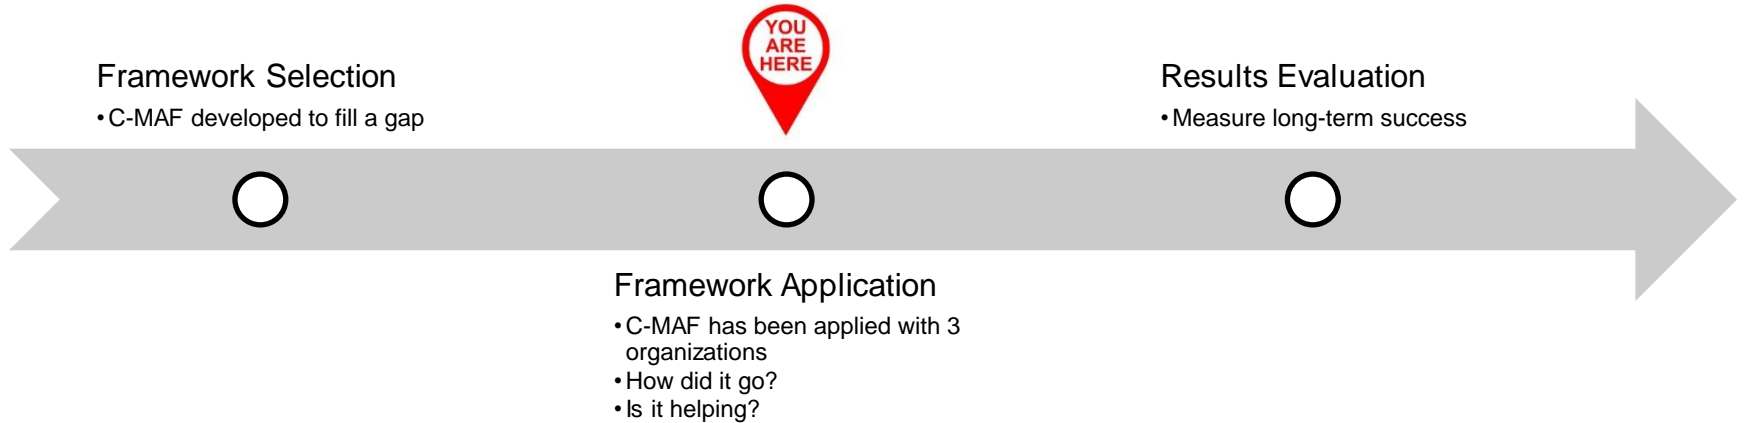 Framework Selection
• C-MAF developed to fill a gap
YOU
ARE
HERE
Framework Application
• C-MAF has been applied with 3
organizations
• How did it go?
• Is it helping?
Results Evaluation
• Measure long-term success